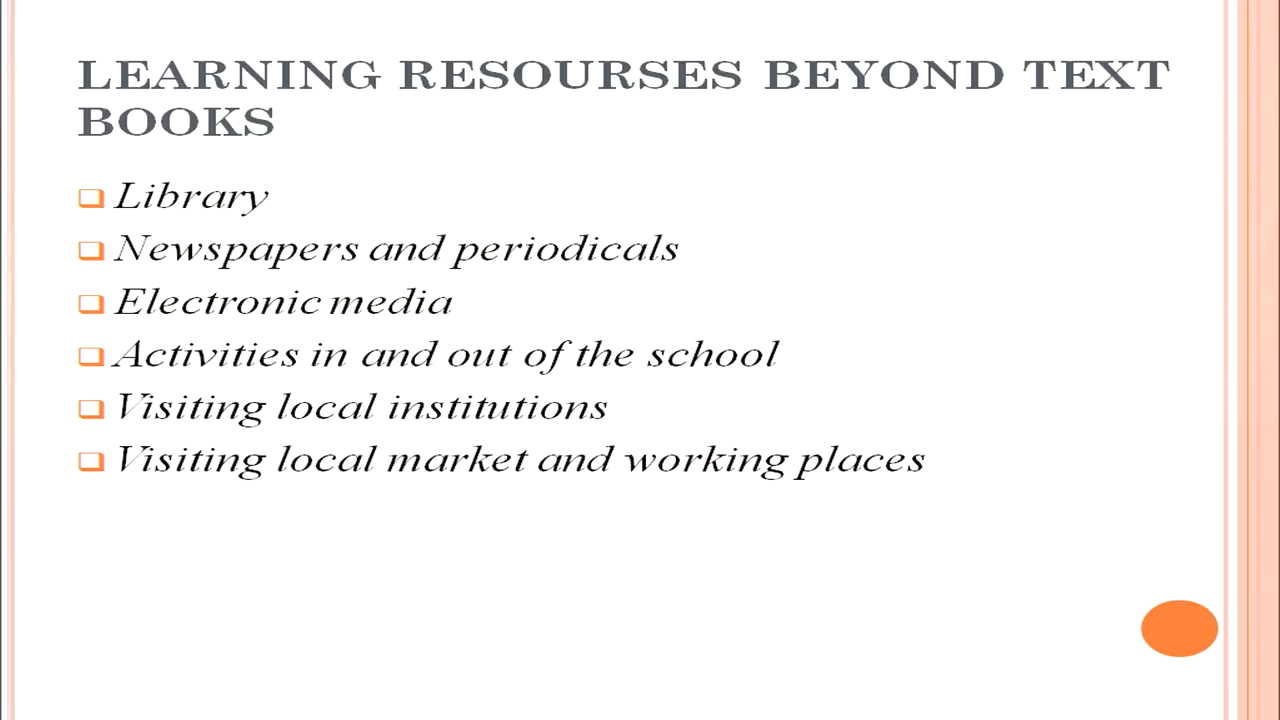 LEARNING RESOURSES BEYOND TEXT
BOOKS
Library
Newspapers and periodicals
Electronic media
Activities in and out of the school
Visiting local institutions
Visiting local market and working places